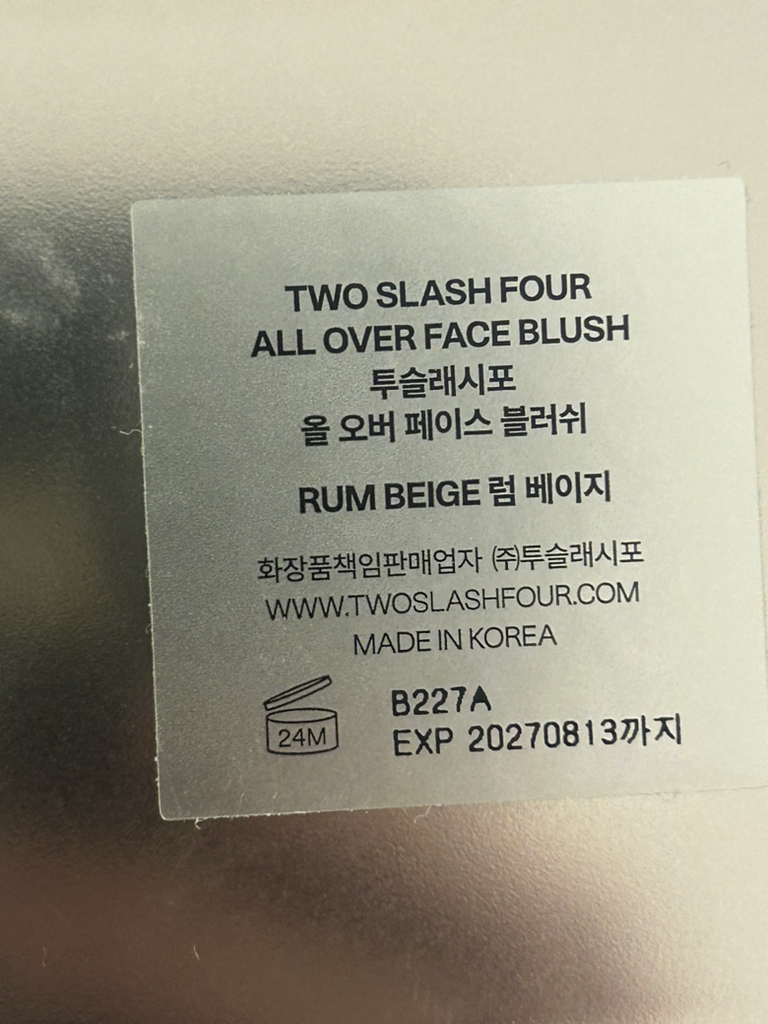 TWO SLASH FOUR
ALL OVER FACE BLUSH
투슬래시포
올 오버 페이스 블러쉬
RUM BEIGE 럼 베이지
화장품책임판매업자 ㈜투슬래시포
WWW.TWOSLASHFOUR.COM
MADE IN KOREA
24M
B227A
EXP 20270813까지